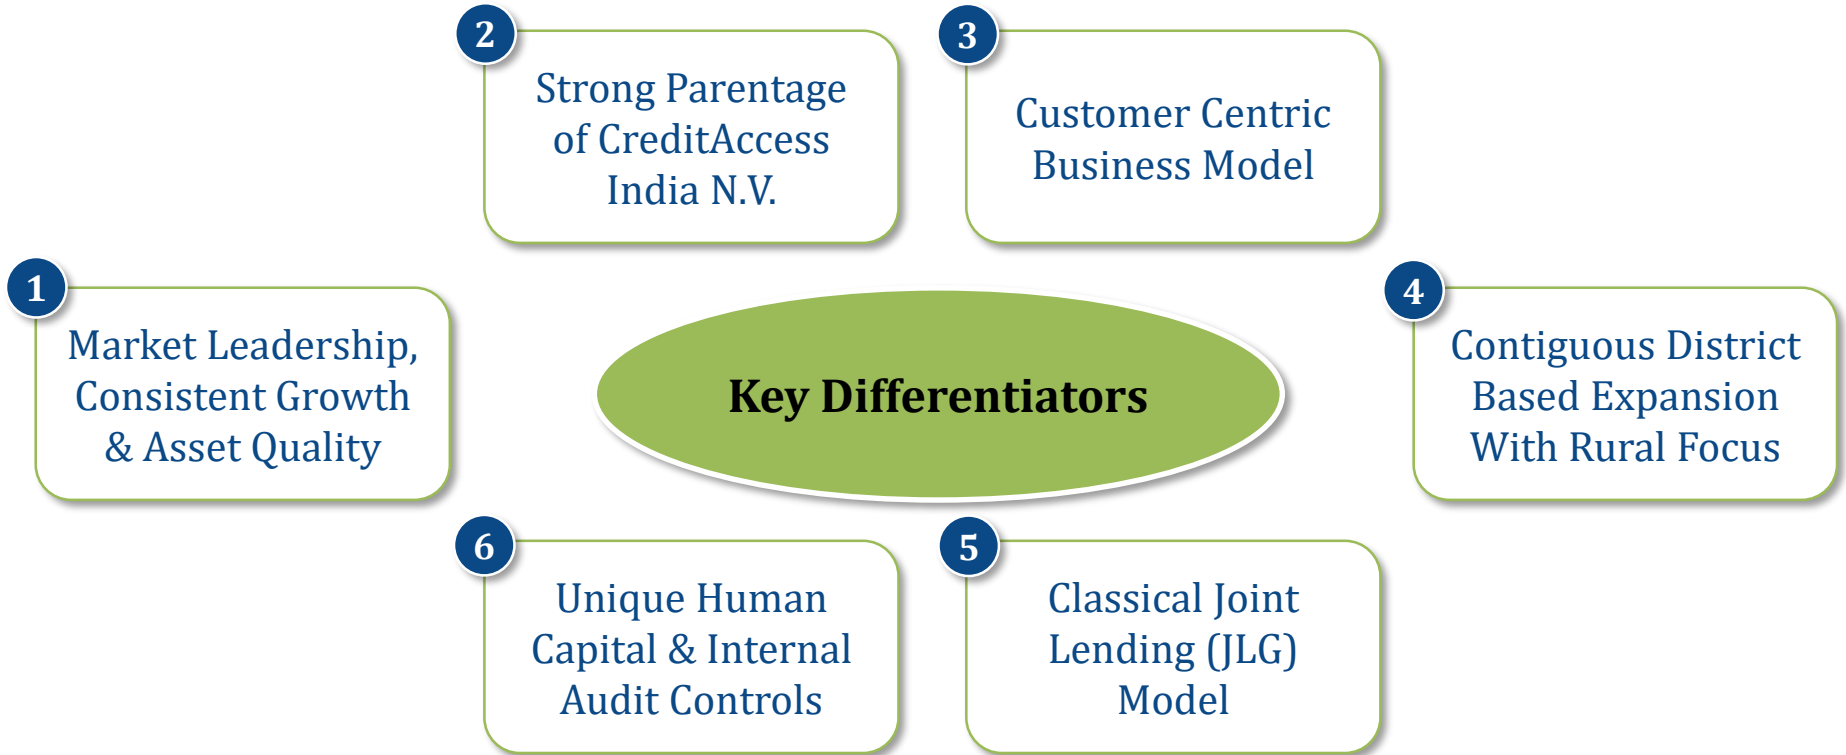 1
Market Leadership,
Consistent Growth
& Asset Quality
2
Strong Parentage
of CreditAccess
India N.V.
3
Customer Centric
Business Model
4
Contiguous District
Based Expansion
With Rural Focus
Key Differentiators
5
Classical Joint
Lending (JLG)
Model
6
Unique Human
Capital & Internal
Audit Controls